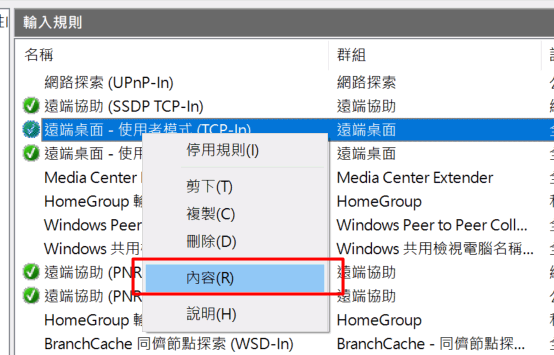 輸入規則
名稱 群組
網路探索 (UPnP-In) 網路探索
遠端協助 (SSDP TCP-In) 遠端協助
遠端桌面 - 使用者模式 (TCP-In) 遠端桌面
停用規則(I)
遠端桌面 - 使用 遠端桌面
Media Center Media Center Extender
剪下(T)
HomeGroup HomeGroup
複製(C)
Windows Peer Windows Peer to Peer Coll...
刪除(D)
Windows 共用 Windows 共用檢視電腦名稱...
遠端協助 (PNR 遠端協助
內容(R)
遠端協助 (PNR 遠端協助
HomeGroup HomeGroup
說明(H)
BranchCache 同儕節點探索 (WSD-In) BranchCache - 同儕節點探...